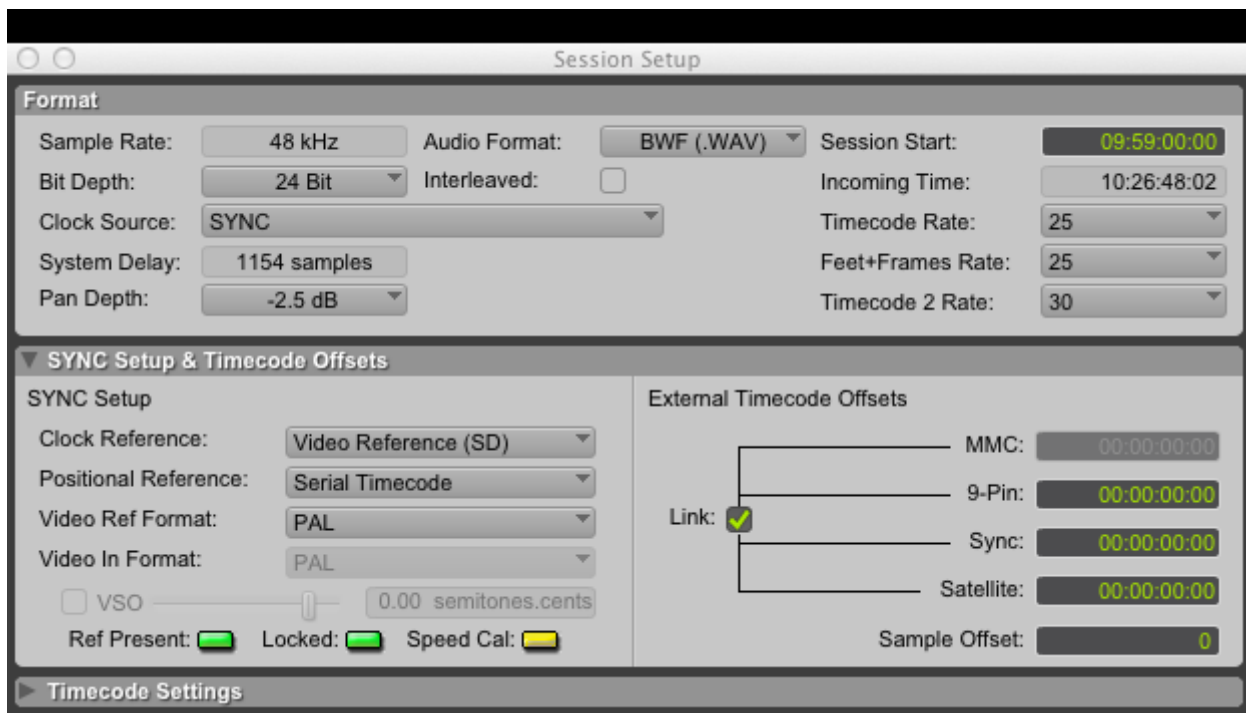 Session Setup
Format
Sample Rate: 48 kHz Audio Format: BWF (.WAV) Session Start: 09:59:00:00
Bit Depth: 24 Bit Interleaved: Incoming Time: 10:26:48:02
Clock Source: SYNC Timecode Rate: 25
System Delay: 1154 samples Feet+Frames Rate: 25
Pan Depth: -2.5 dB Timecode 2 Rate: 30
SYNC Setup & Timecode Offsets
SYNC Setup
Clock Reference: Video Reference (SD)
Positional Reference: Serial Timecode
Video Ref Format: PAL
Video In Format: PAL
VSO 0.00 semitones.cents
Ref Present: Locked: Speed Cal:
External Timecode Offsets
MMC: 00:00:00:00
9-Pin: 00:00:00:00
Link:
Sync: 00:00:00:00
Satellite: 00:00:00:00
Sample Offset: 0
Timecode Settings